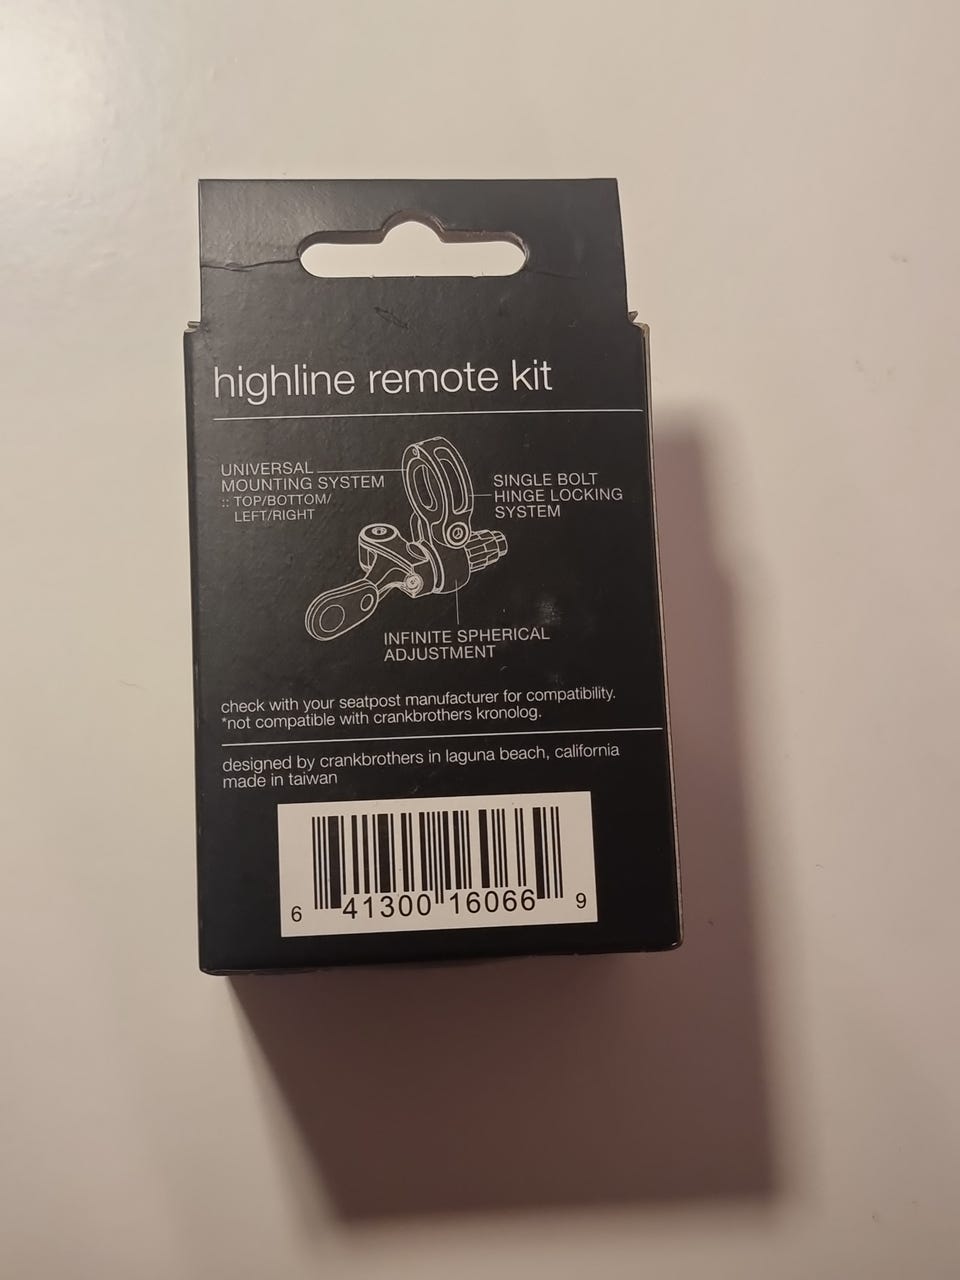 highline remote kit
UNIVERSAL
MOUNTING SYSTEM
:: TOP/BOTTOM/
LEFT/RIGHT
SINGLE BOLT
HINGE LOCKING
SYSTEM
INFINITE SPHERICAL
ADJUSTMENT
check with your seatpost manufacturer for compatibility.
*not compatible with crankbrothers kronolog.
designed by crankbrothers in laguna beach, california
made in taiwan
6 41300 16066 9